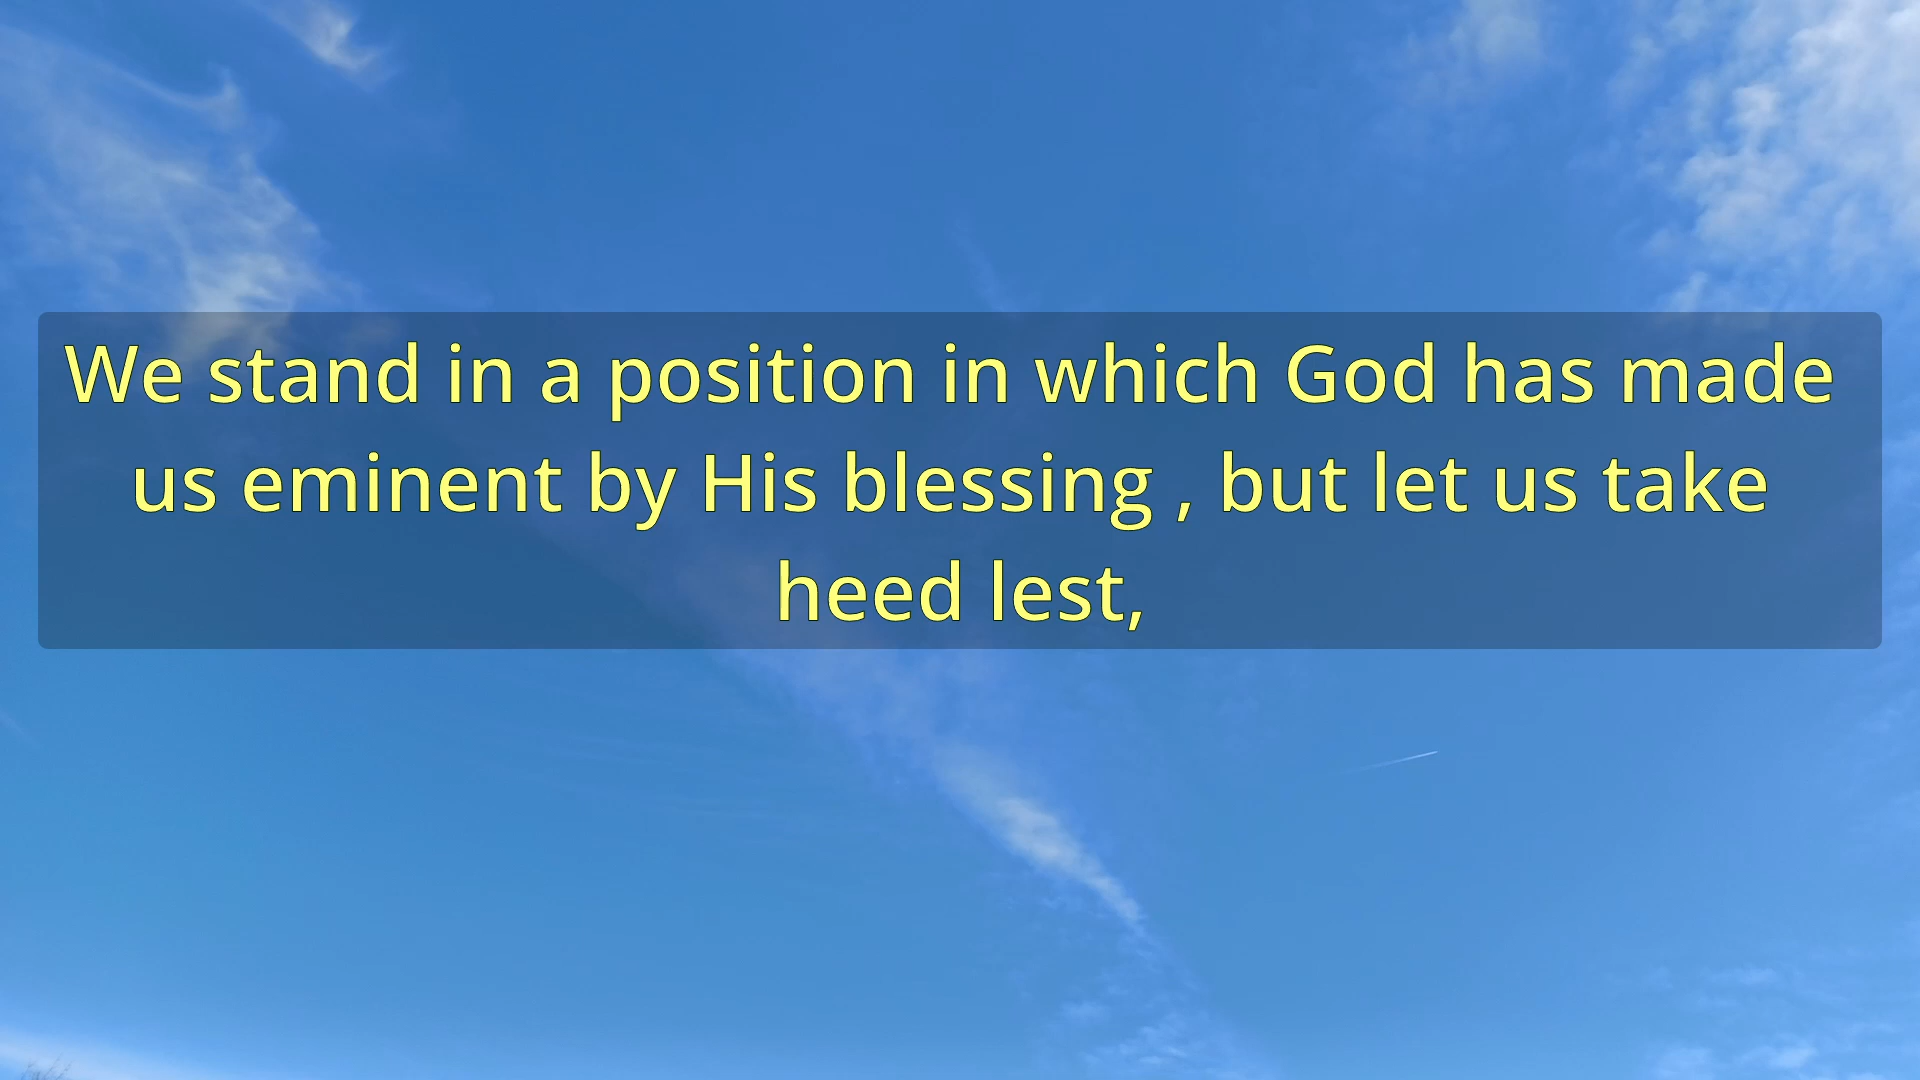 We stand in a position in which God has made
us eminent by His blessing , but let us take
heed lest,